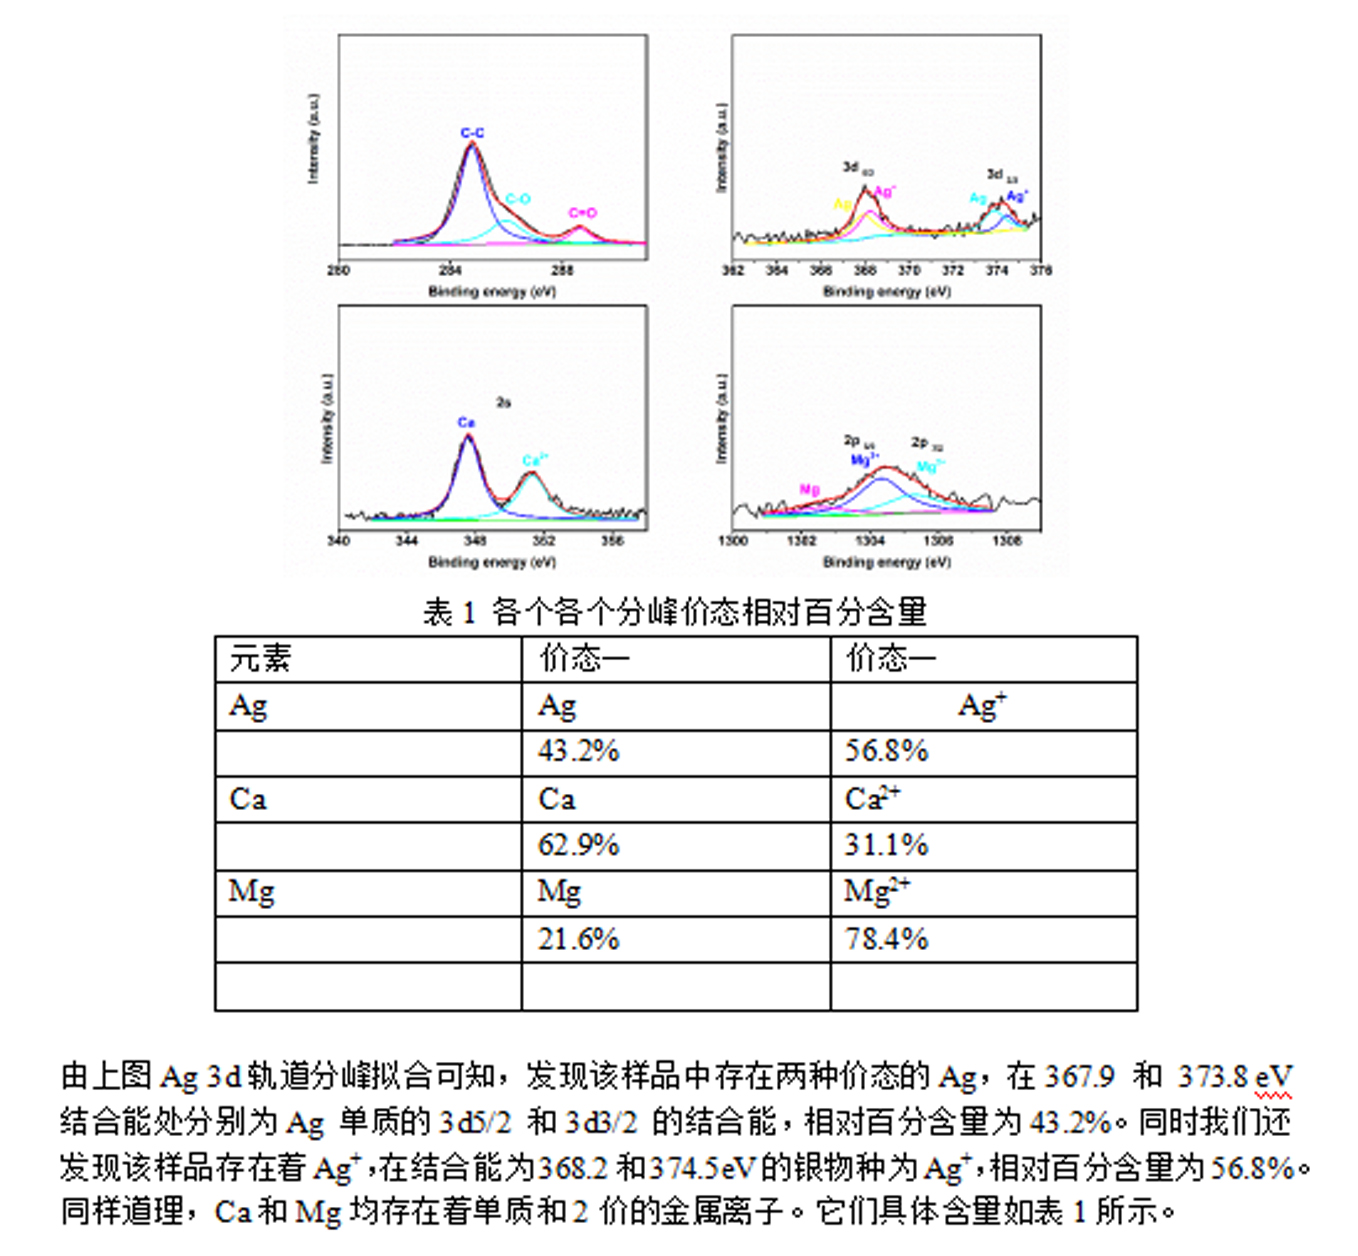 Intensity (a.u.)
C-C
C-O
C=O
280 284 288
Binding energy (eV)
Intensity (a.u.)
3d
Ag
Ag⁺
3d
Ag
Ag⁺
362 364 366 368 370 372 374 376
Binding energy (eV)
Intensity (a.u.)
2s
Ca
Ca²⁺
340 344 348 352 356
Binding energy (eV)
Intensity (a.u.)
2p
2p
Mg²⁺
Mg²⁺
Mg
1300 1302 1304 1306 1308
Binding energy (eV)
表 1 各个各个分峰价态相对百分含量
元素 价态一 价态一
Ag Ag Ag⁺
43.2% 56.8%
Ca Ca Ca²⁺
62.9% 31.1%
Mg Mg Mg²⁺
21.6% 78.4%
由上图 Ag 3d 轨道分峰拟合可知，发现该样品中存在两种价态的 Ag，在 367.9 和 373.8 eV
结合能处分别为 Ag 单质的 3d5/2 和 3d3/2 的结合能，相对百分含量为 43.2%。同时我们还
发现该样品存在着 Ag⁺，在结合能为368.2 和374.5eV的银物种为 Ag⁺，相对百分含量为 56.8%。
同样道理，Ca 和 Mg 均存在着单质和2 价的金属离子。它们具体含量如表 1 所示。